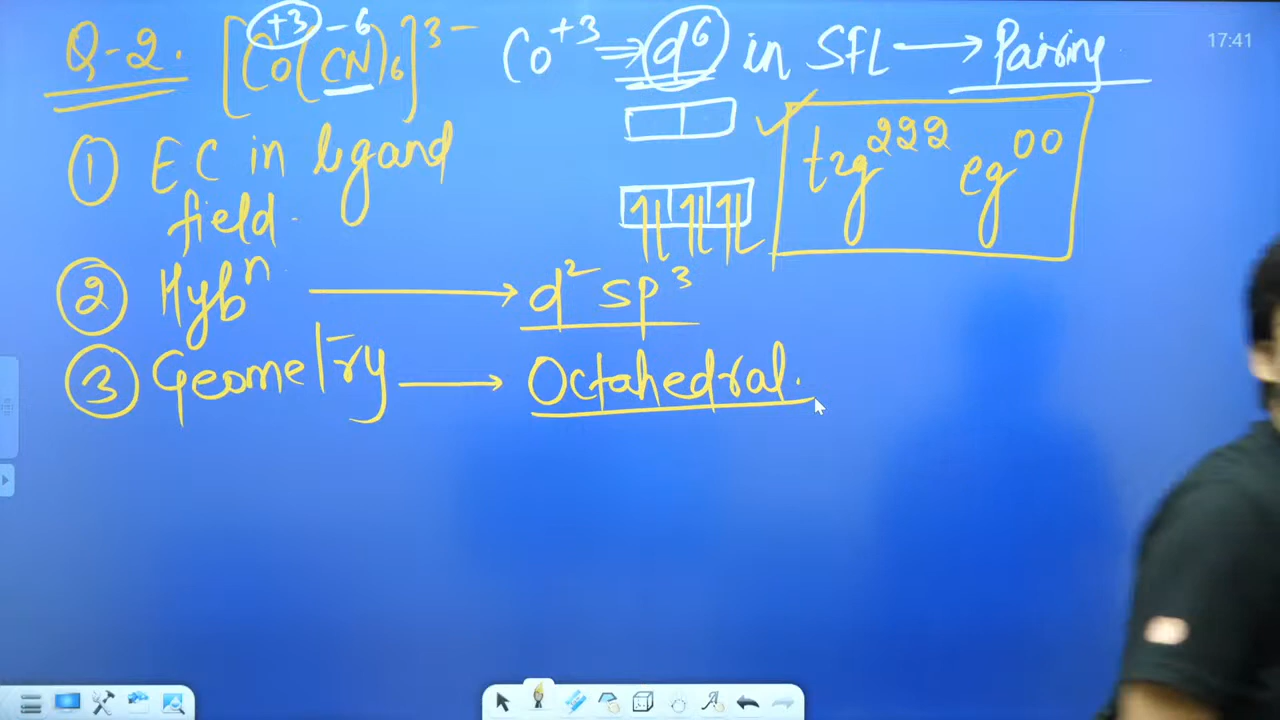 Q-2. [Co(CN)6]3- +3 -6 Co+3 ⇒ d6 in SFL → Pairing
17:41
t2g222 eg00
① EC in ligand field.
② Hybn → d2sp3
③ Geometry → Octahedral.